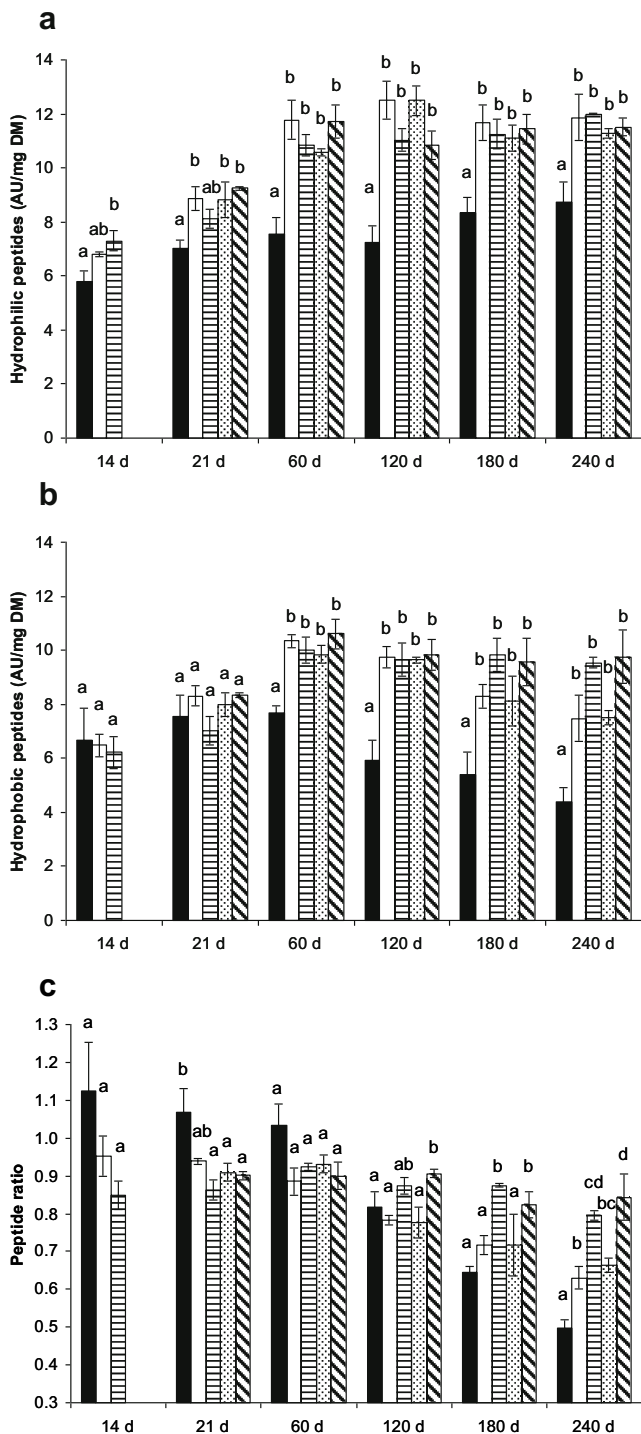 a
Hydrophilic peptides (AU/mg DM)
14
12
10
8
6
4
2
0
a ab b
a b ab b b
a b b b b
a b b b b
a b b b b
a b b b b
14 d 21 d 60 d 120 d 180 d 240 d
b
Hydrophobic peptides (AU/mg DM)
14
12
10
8
6
4
2
0
a a a
a a a a a
a b b b b
a b b b b
a b b b b
a b b b b
14 d 21 d 60 d 120 d 180 d 240 d
c
Peptide ratio
1.3
1.2
1.1
1.0
0.9
0.8
0.7
0.6
0.5
0.4
0.3
a a a
b ab a a a
a a a a a
a a ab a b
a a b a b
a b cd bc d
14 d 21 d 60 d 120 d 180 d 240 d